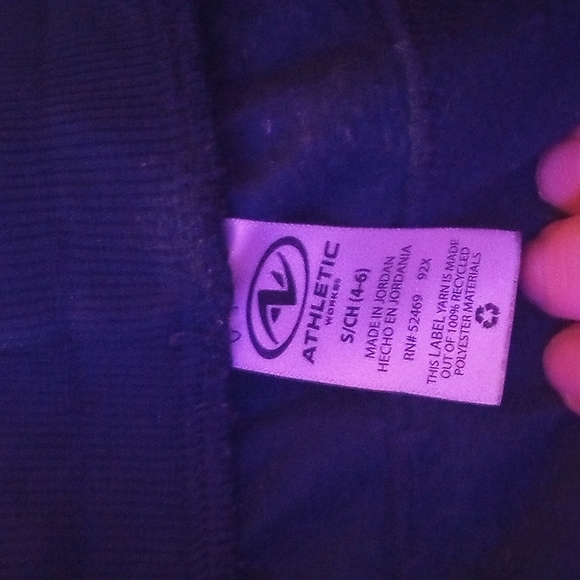 ATHLETIC
WORKS®
S/CH (4-6)
MADE IN JORDAN
HECHO EN JORDANIA
RN# 52469 92X
THIS LABEL YARN IS MADE
OUT OF 100% RECYCLED
POLYESTER MATERIALS